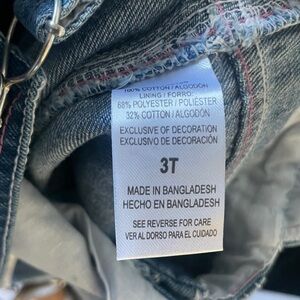 100% COTTON / ALGODÓN
LINING / FORRO:
68% POLYESTER / POLIÉSTER
32% COTTON / ALGODÓN
EXCLUSIVE OF DECORATION
EXCLUSIVO DE DECORACIÓN
3T
MADE IN BANGLADESH
HECHO EN BANGLADESH
SEE REVERSE FOR CARE
VER AL DORSO PARA EL CUIDADO